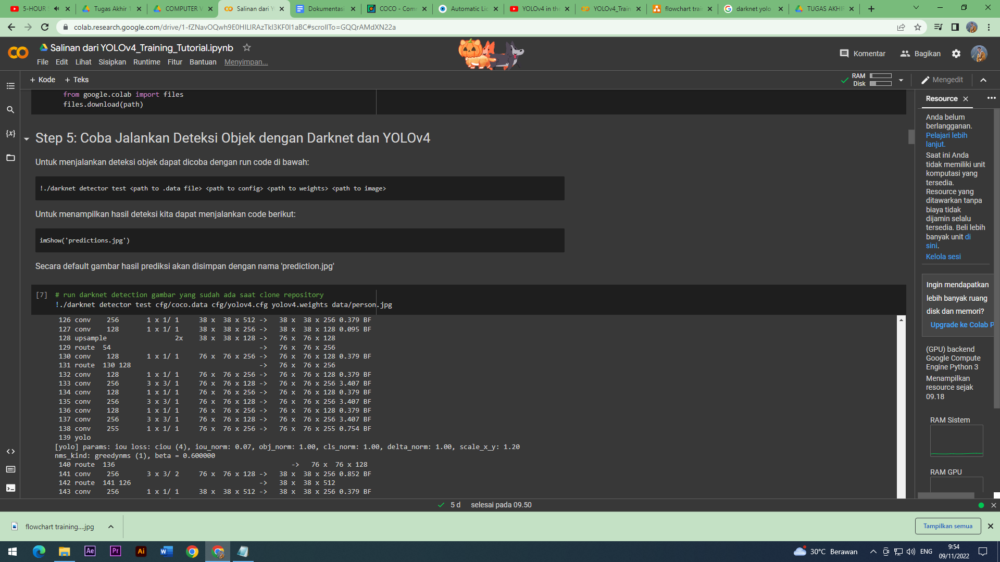 5-HOUR S
Tugas Akhir 1
COMPUTER V
Salinan dari Y
Dokumentasi
COCO - Comm
Automatic Lic
YOLOv4 in the
YOLOv4_Train
flowchart train
darknet yolo
TUGAS AKHIR
colab.research.google.com/drive/1-fZNavOQwh9E0HILIRAzTkI3KF0I1aBC#scrollTo=GQQrAMdXN22a
Salinan dari YOLOv4_Training_Tutorial.ipynb
Komentar
Bagikan
File Edit Lihat Sisipkan Runtime Fitur Bantuan Menyimpan...
+ Kode + Teks
RAM
Disk
Mengedit
from google.colab import files
files.download(path)
Step 5: Coba Jalankan Deteksi Objek dengan Darknet dan YOLOv4
Untuk menjalankan deteksi objek dapat dicoba dengan run code di bawah:
!./darknet detector test <path to .data file> <path to config> <path to weights> <path to image>
Untuk menampilkan hasil deteksi kita dapat menjalankan code berikut:
imShow('predictions.jpg')
Secara default gambar hasil prediksi akan disimpan dengan nama 'prediction.jpg'
[7] # run darknet detection gambar yang sudah ada saat clone repository
!./darknet detector test cfg/coco.data cfg/yolov4.cfg yolov4.weights data/person.jpg
126 conv 256 1 x 1/ 1 38 x 38 x 512 -> 38 x 38 x 256 0.379 BF
127 conv 128 1 x 1/ 1 38 x 38 x 256 -> 38 x 38 x 128 0.095 BF
128 upsample 2x 38 x 38 x 128 -> 76 x 76 x 128
129 route 54 -> 76 x 76 x 256
130 conv 128 1 x 1/ 1 76 x 76 x 256 -> 76 x 76 x 128 0.379 BF
131 route 130 128 -> 76 x 76 x 256
132 conv 128 1 x 1/ 1 76 x 76 x 256 -> 76 x 76 x 128 0.379 BF
133 conv 256 3 x 3/ 1 76 x 76 x 128 -> 76 x 76 x 256 3.407 BF
134 conv 128 1 x 1/ 1 76 x 76 x 256 -> 76 x 76 x 128 0.379 BF
135 conv 256 3 x 3/ 1 76 x 76 x 128 -> 76 x 76 x 256 3.407 BF
136 conv 128 1 x 1/ 1 76 x 76 x 256 -> 76 x 76 x 128 0.379 BF
137 conv 256 3 x 3/ 1 76 x 76 x 128 -> 76 x 76 x 256 3.407 BF
138 conv 255 1 x 1/ 1 76 x 76 x 256 -> 76 x 76 x 255 0.754 BF
139 yolo
[yolo] params: iou loss: ciou (4), iou_norm: 0.07, obj_norm: 1.00, cls_norm: 1.00, delta_norm: 1.00, scale_x_y: 1.20
nms_kind: greedynms (1), beta = 0.600000
140 route 136 -> 76 x 76 x 128
141 conv 256 3 x 3/ 2 76 x 76 x 128 -> 38 x 38 x 256 0.852 BF
142 route 141 126 -> 38 x 38 x 512
143 conv 256 1 x 1/ 1 38 x 38 x 512 -> 38 x 38 x 256 0.379 BF
Resource
Anda belum
berlangganan.
Pelajari lebih
lanjut.
Saat ini Anda
tidak memiliki unit
komputasi yang
tersedia.
Resource yang
ditawarkan tanpa
biaya tidak
dijamin selalu
tersedia. Beli lebih
banyak unit di
sini.
Kelola sesi
Ingin mendapatkan
lebih banyak ruang
disk dan memori?
Upgrade ke Colab P
(GPU) backend
Google Compute
Engine Python 3
Menampilkan
resource sejak
09.18
RAM Sistem
RAM GPU
5 d selesai pada 09.50
flowchart training....jpg
Tampilkan semua
Ae
Pr
Ai
W
30°C Berawan
ENG
9:54
09/11/2022